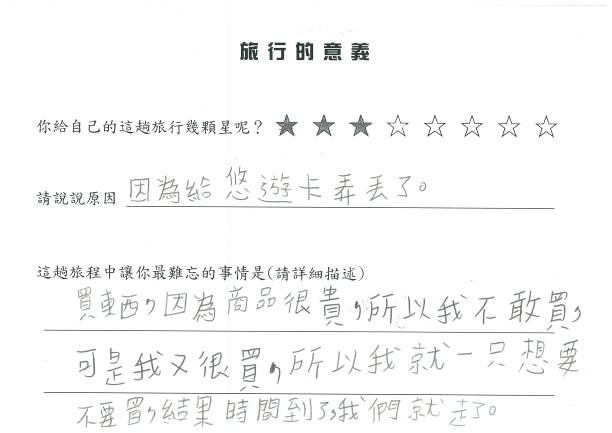 旅行的意義
你給自己的這趟旅行幾顆星呢？★★★☆☆☆☆☆
請說說原因 因為給悠遊卡弄丟了。
這趟旅程中讓你最難忘的事情是(請詳細描述)
買東西，因為商品很貴，所以我不敢買，
可是我又很買，所以我就一只想要
不要買，結果時間到了，我們就走了。